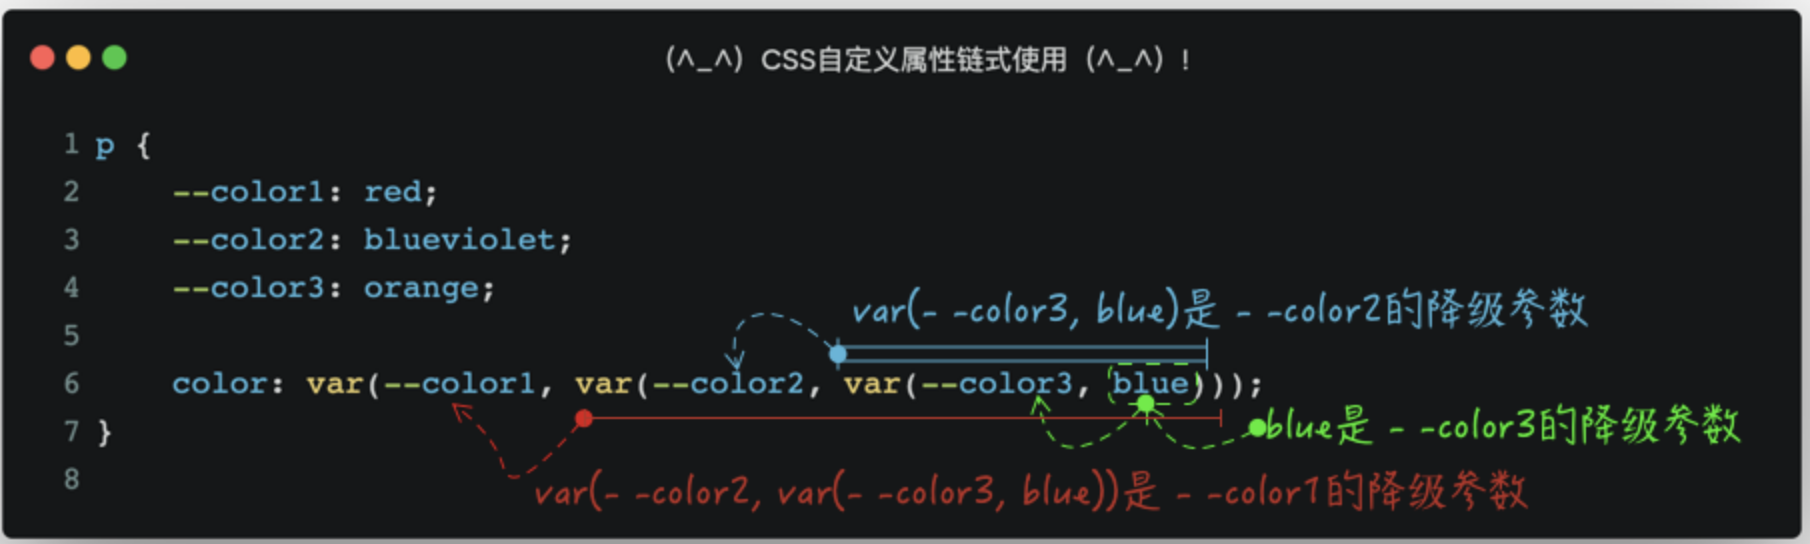 (^_^) CSS自定义属性链式使用 (^_^) !
1 p {
2 --color1: red;
3 --color2: blueviolet;
4 --color3: orange;
var(- -color3, blue)是 - -color2的降级参数
5
6 color: var(--color1, var(--color2, var(--color3, blue)));
blue是 - -color3的降级参数
7 }
var(- -color2, var(- -color3, blue))是 - -color1的降级参数
8